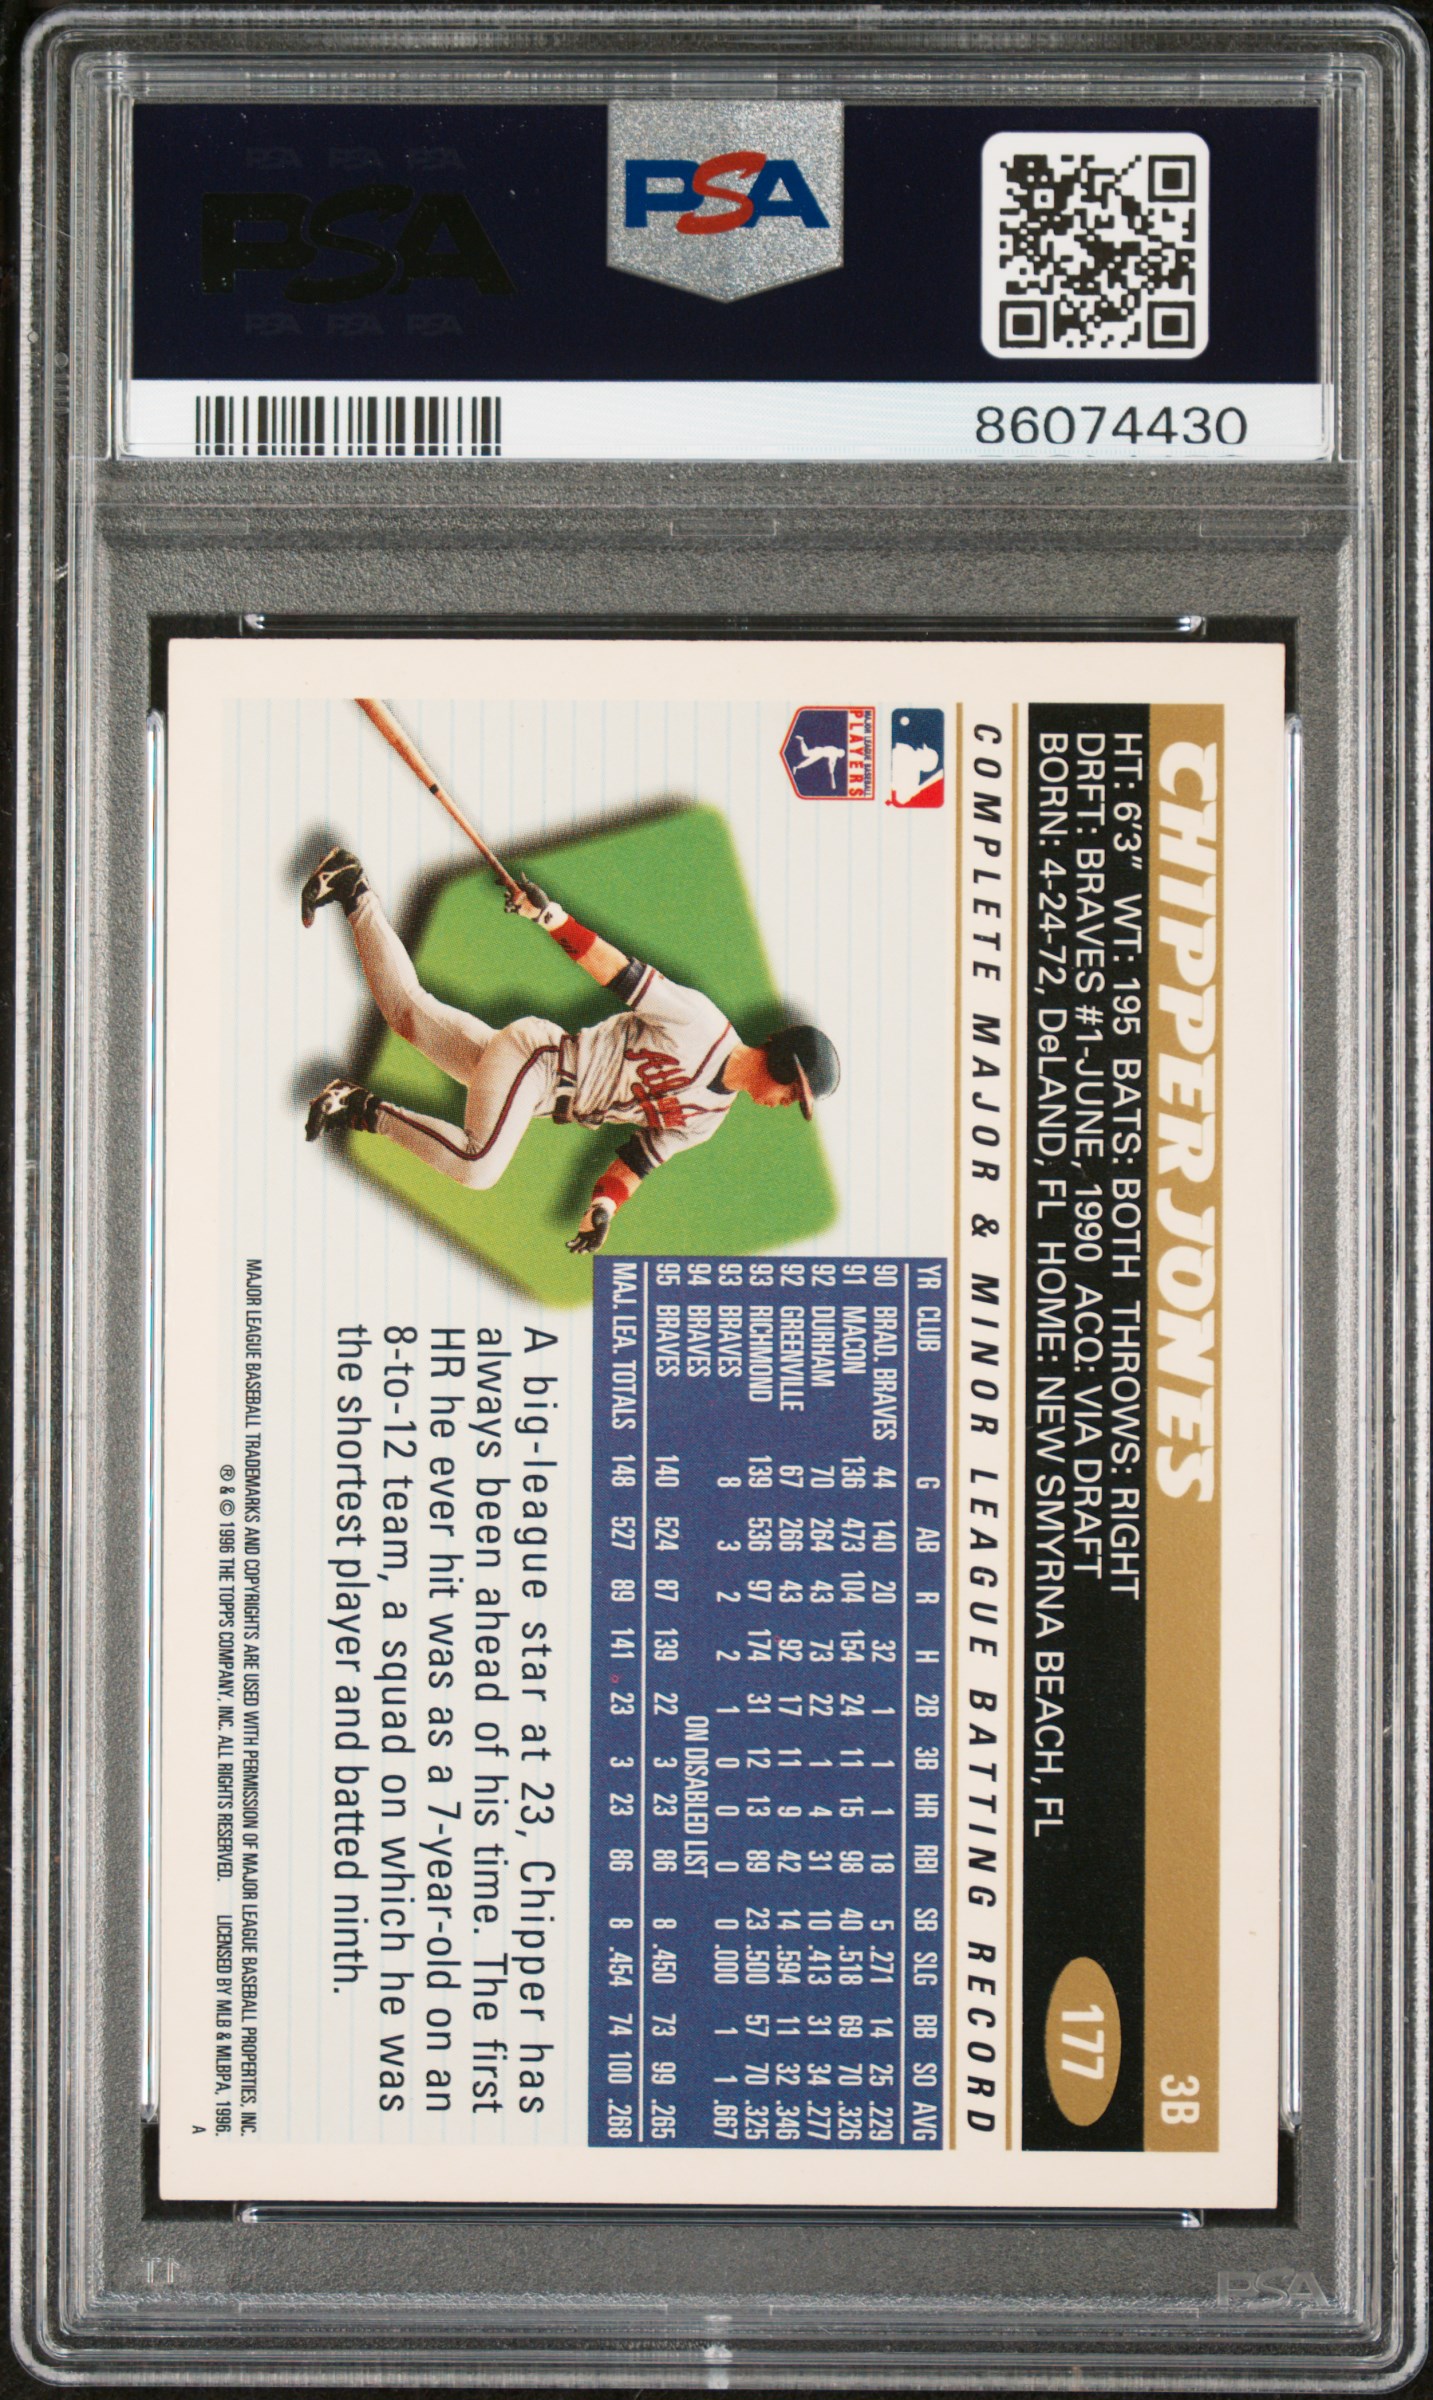 PSA PSA PSA
PSA
PSA PSA PSA
PSA
86074430
CHIPPER JONES 3B
HT: 6'3" WT: 195 BATS: BOTH THROWS: RIGHT
DRFT: BRAVES #1-JUNE, 1990 ACQ: VIA DRAFT
BORN: 4-24-72, DeLAND, FL HOME: NEW SMYRNA BEACH, FL
177
COMPLETE MAJOR & MINOR LEAGUE BATTING RECORD
MAJOR LEAGUE BASEBALL
PLAYERS
Atlanta
YR CLUB G AB R H 2B 3B HR RBI SB SLG BB SO AVG
90 BRAD. BRAVES 44 140 20 32 1 1 1 18 5 .271 14 25 .229
91 MACON 136 473 104 154 24 11 15 98 40 .518 69 70 .326
92 DURHAM 70 264 43 73 22 1 4 31 10 .413 31 34 .277
92 GREENVILLE 67 266 43 92 17 11 9 42 14 .594 11 32 .346
93 RICHMOND 139 536 97 174 31 12 13 89 23 .500 57 70 .325
93 BRAVES 8 3 2 2 1 0 0 0 0 .000 1 1 .667
94 BRAVES ON DISABLED LIST
95 BRAVES 140 524 87 139 22 3 23 86 8 .450 73 99 .265
MAJ. LEA. TOTALS 148 527 89 141 23 3 23 86 8 .454 74 100 .268
A big-league star at 23, Chipper has
always been ahead of his time. The first
HR he ever hit was as a 7-year-old on an
8-to-12 team, a squad on which he was
the shortest player and batted ninth.
MAJOR LEAGUE BASEBALL TRADEMARKS AND COPYRIGHTS ARE USED WITH PERMISSION OF MAJOR LEAGUE BASEBALL PROPERTIES, INC.
® & © 1996 THE TOPPS COMPANY, INC. ALL RIGHTS RESERVED. LICENSED BY MLB & MLBPA, 1996.
A
PSA